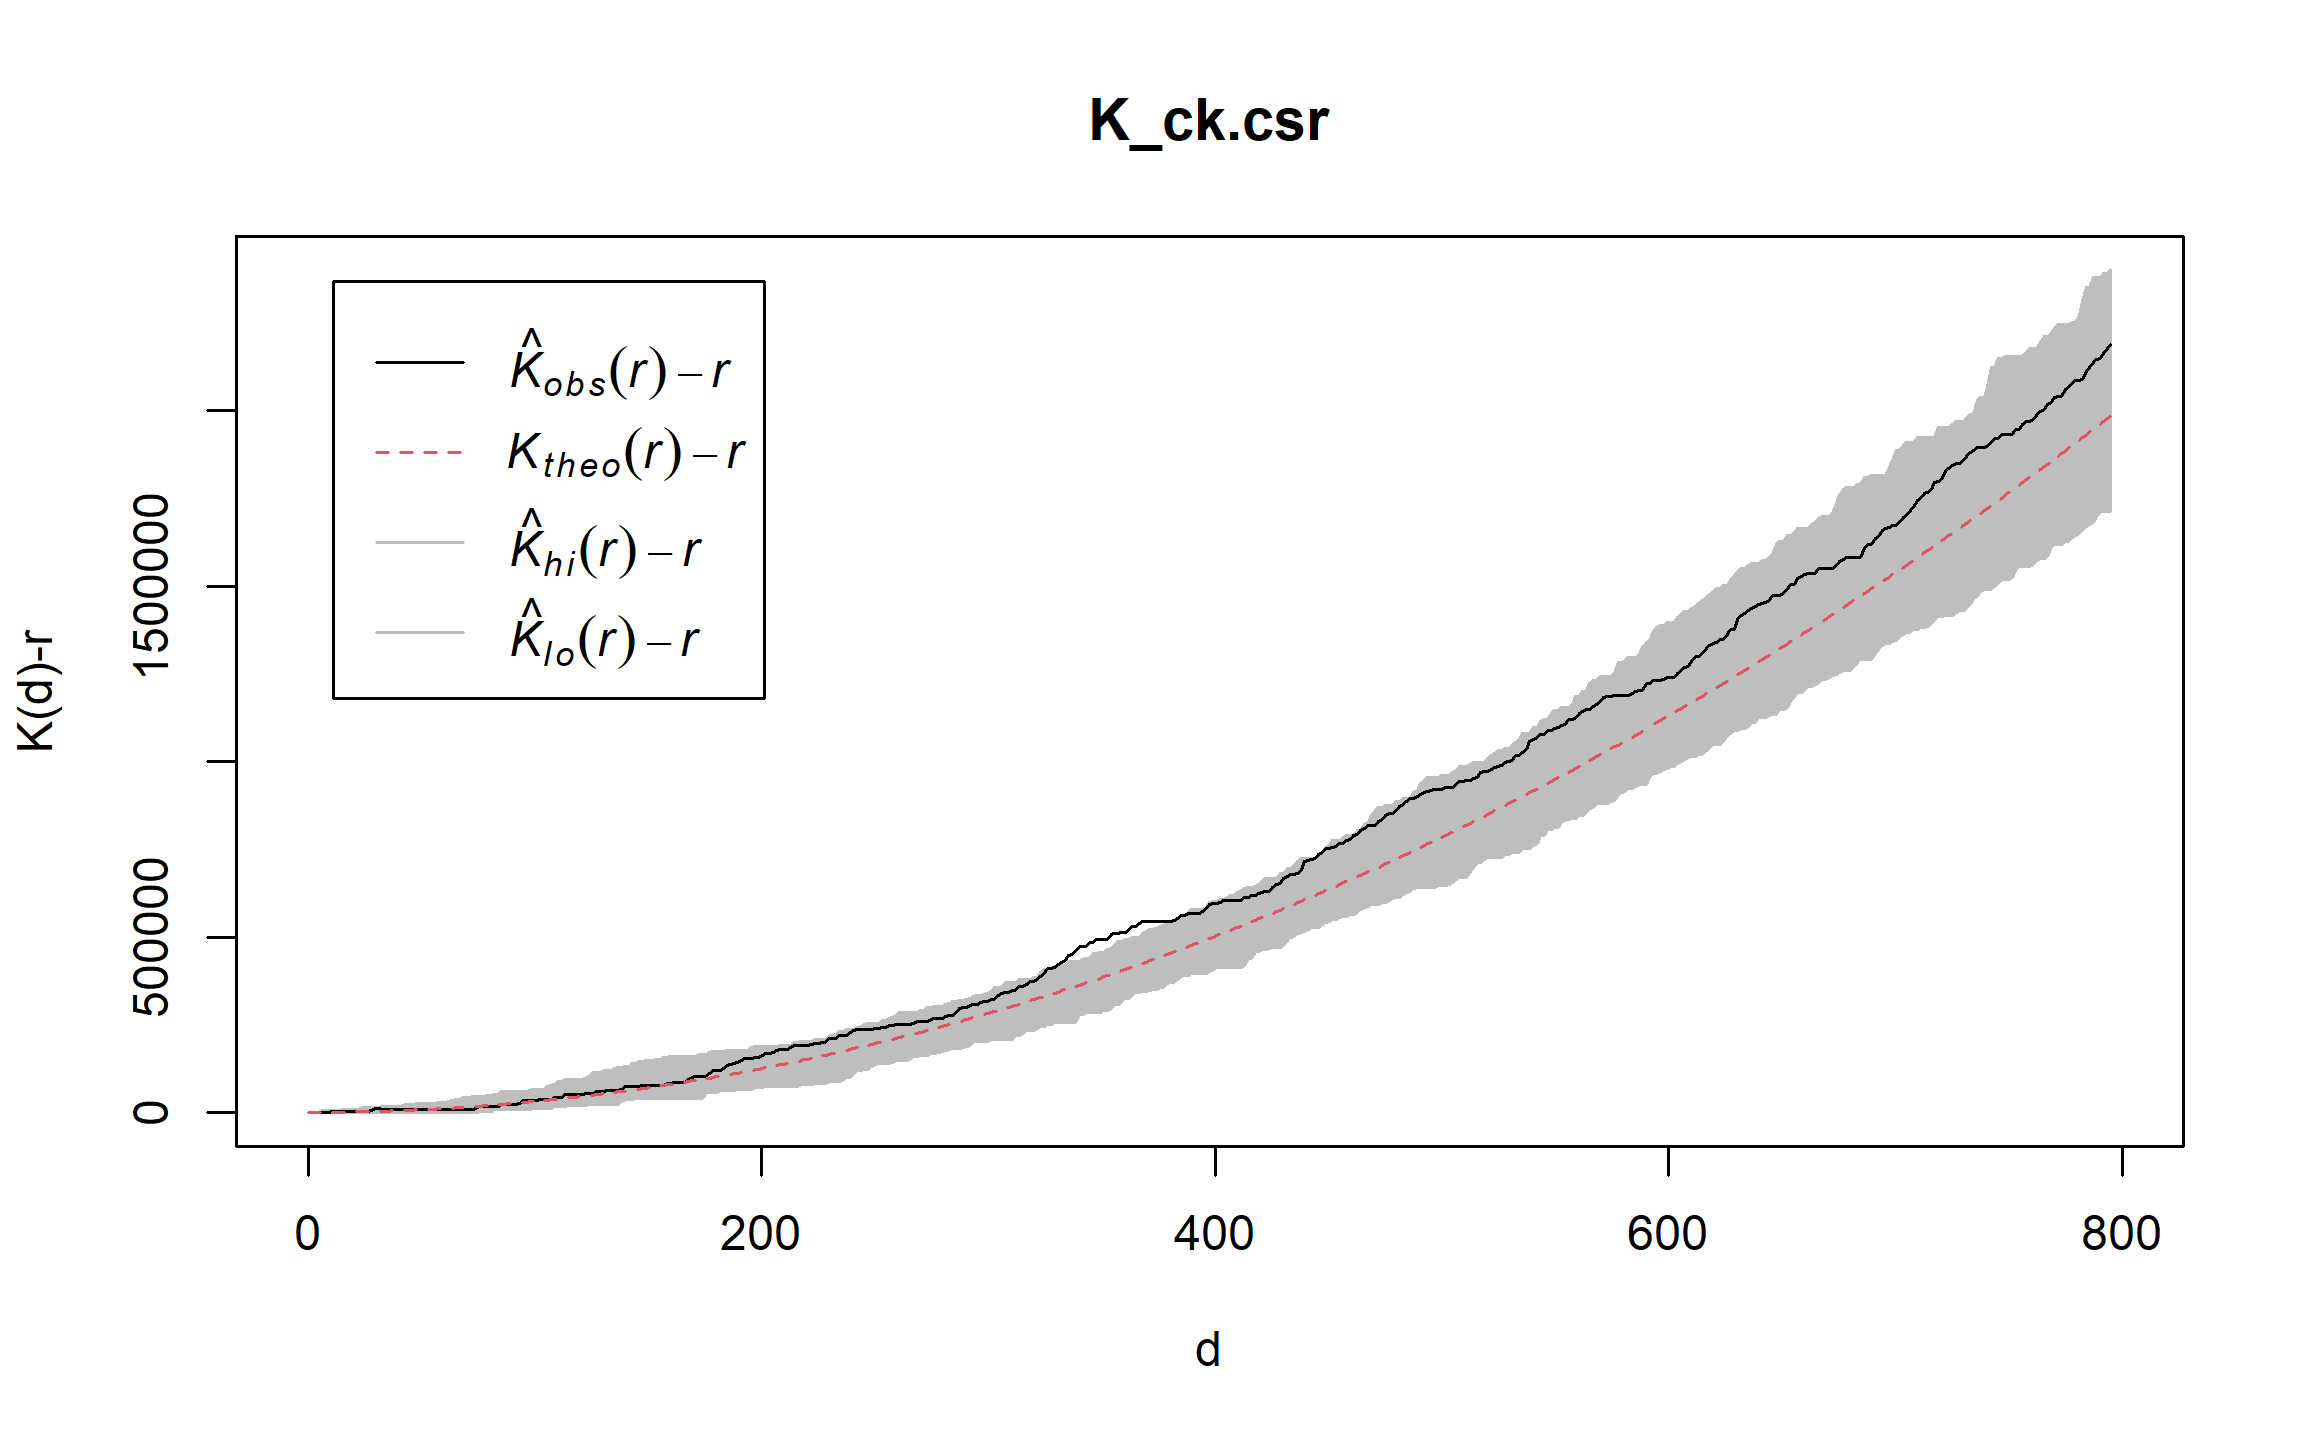 K_ck.csr
K̂obs(r) − r
Ktheo(r) − r
K̂hi(r) − r
K̂lo(r) − r
K(d)-r
1500000
500000
0
0 200 400 600 800
d